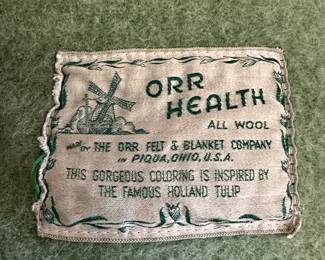 ORR
HEALTH
ALL WOOL
MADE BY THE ORR FELT & BLANKET COMPANY
IN PIQUA, OHIO, U.S.A.
THIS GORGEOUS COLORING IS INSPIRED BY
THE FAMOUS HOLLAND TULIP